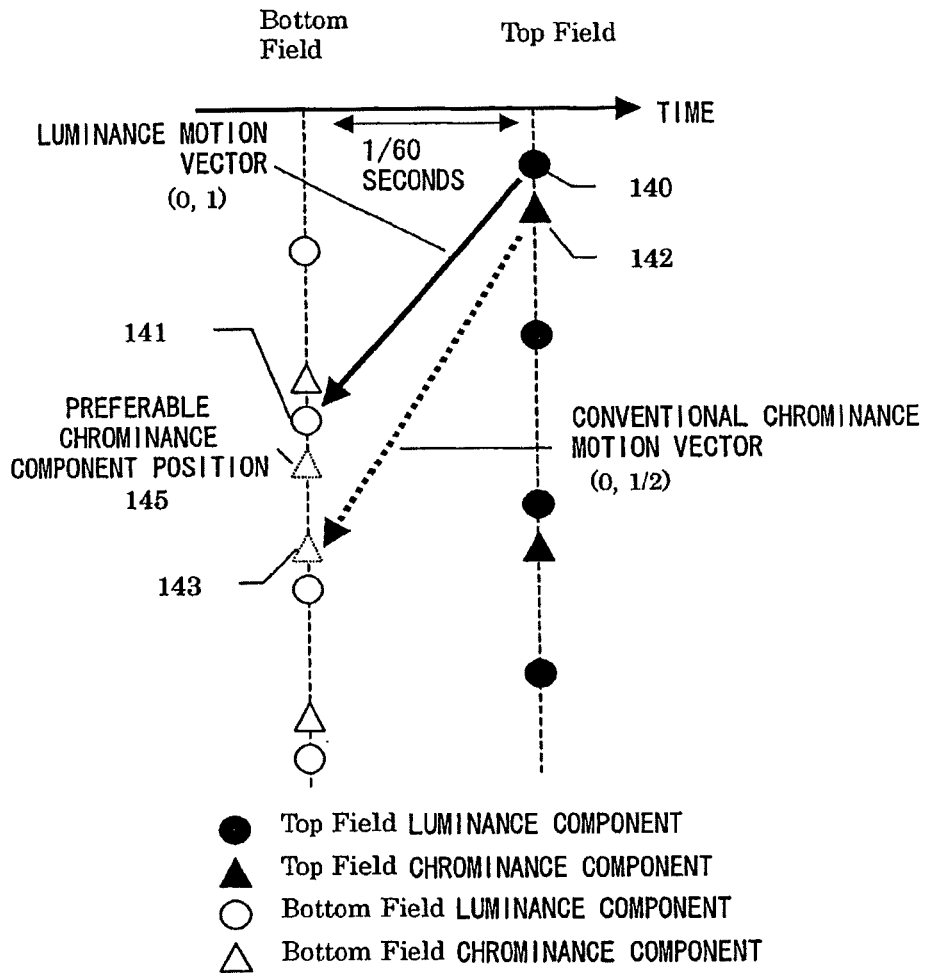 Bottom
Field
Top Field
TIME
LUMINANCE MOTION
VECTOR
(0, 1)
1/60
SECONDS
140
142
141
PREFERABLE
CHROMINANCE
COMPONENT POSITION
145
CONVENTIONAL CHROMINANCE
MOTION VECTOR
(0, 1/2)
143
Top Field LUMINANCE COMPONENT
Top Field CHROMINANCE COMPONENT
Bottom Field LUMINANCE COMPONENT
Bottom Field CHROMINANCE COMPONENT